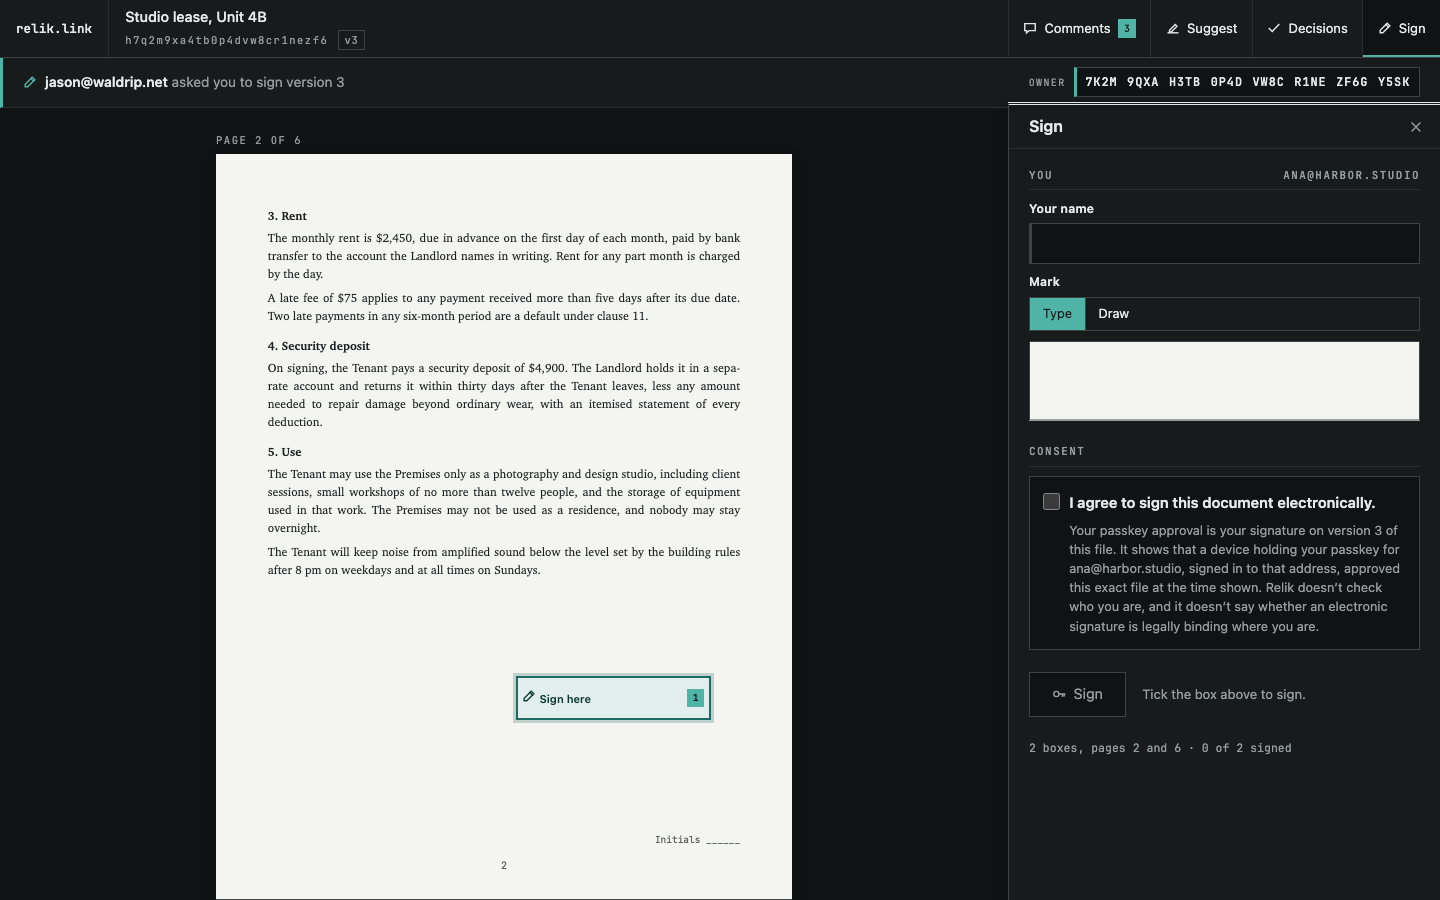 relik.link
Studio lease, Unit 4B
h7q2m9xa4tb0p4dvw8cr1nezf6 v3
Comments 3
Suggest
Decisions
Sign
jason@waldrip.net asked you to sign version 3
OWNER 7K2M 9QXA H3TB 0P4D VW8C R1NE ZF6G Y5SK
PAGE 2 OF 6
3. Rent
The monthly rent is $2,450, due in advance on the first day of each month, paid by bank
transfer to the account the Landlord names in writing. Rent for any part month is charged
by the day.
A late fee of $75 applies to any payment received more than five days after its due date.
Two late payments in any six-month period are a default under clause 11.
4. Security deposit
On signing, the Tenant pays a security deposit of $4,900. The Landlord holds it in a sepa-
rate account and returns it within thirty days after the Tenant leaves, less any amount
needed to repair damage beyond ordinary wear, with an itemised statement of every
deduction.
5. Use
The Tenant may use the Premises only as a photography and design studio, including client
sessions, small workshops of no more than twelve people, and the storage of equipment
used in that work. The Premises may not be used as a residence, and nobody may stay
overnight.
The Tenant will keep noise from amplified sound below the level set by the building rules
after 8 pm on weekdays and at all times on Sundays.
Sign here 1
Initials ______
2
Sign
YOU ANA@HARBOR.STUDIO
Your name
Mark
Type Draw
CONSENT
I agree to sign this document electronically.
Your passkey approval is your signature on version 3 of
this file. It shows that a device holding your passkey for
ana@harbor.studio, signed in to that address, approved
this exact file at the time shown. Relik doesn’t check
who you are, and it doesn’t say whether an electronic
signature is legally binding where you are.
Sign
Tick the box above to sign.
2 boxes, pages 2 and 6 · 0 of 2 signed